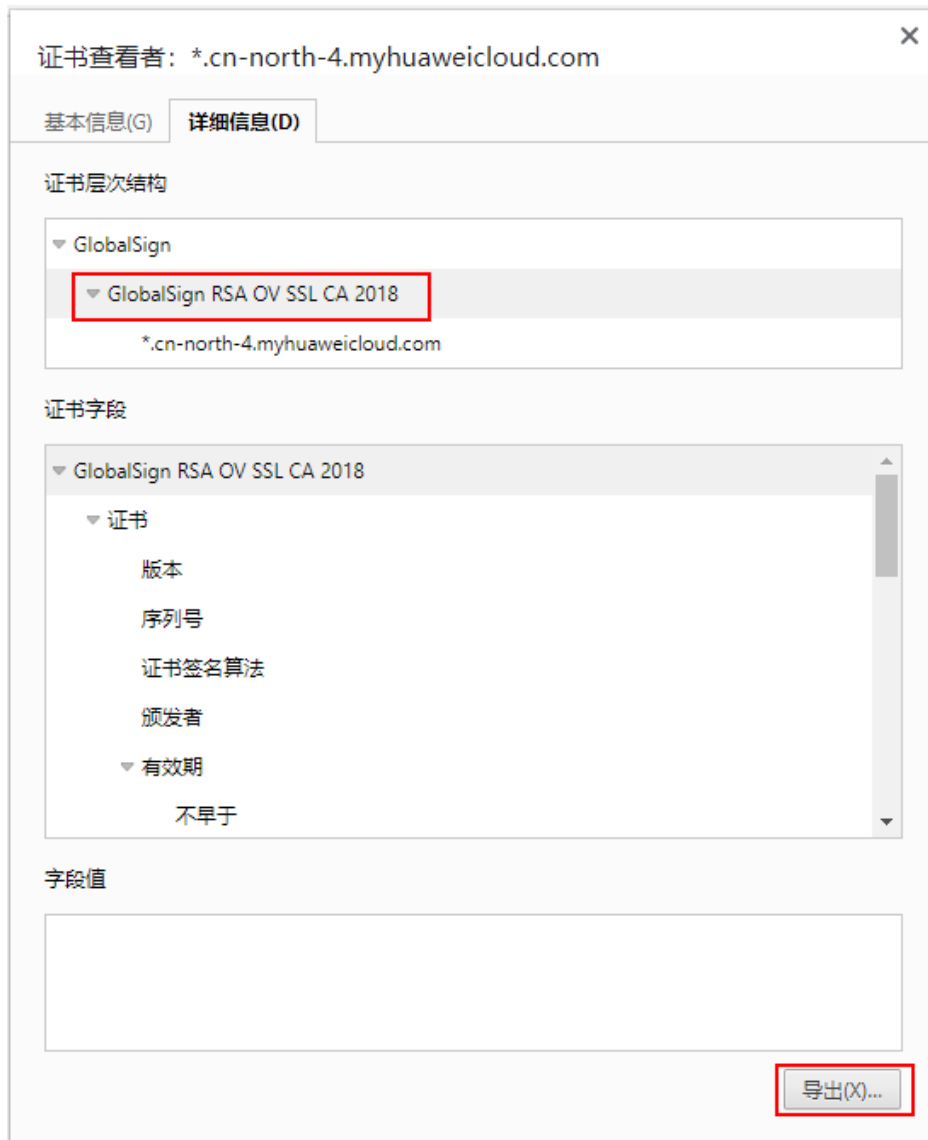 证书查看者：*.cn-north-4.myhuaweicloud.com
基本信息(G) 详细信息(D)
证书层次结构
GlobalSign
GlobalSign RSA OV SSL CA 2018
*.cn-north-4.myhuaweicloud.com
证书字段
GlobalSign RSA OV SSL CA 2018
证书
版本
序列号
证书签名算法
颁发者
有效期
不早于
字段值
导出(X)...